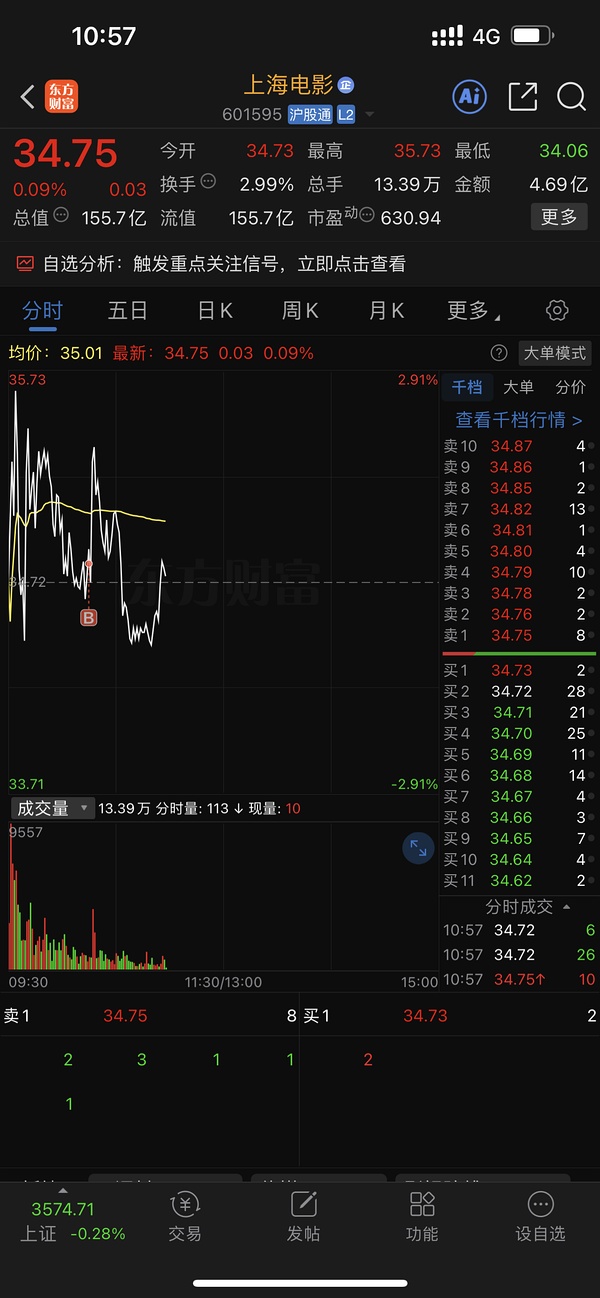 10:57
4G
东方财富
上海电影 企
601595 沪股通 L2
Ai
34.75
0.09% 0.03
今开 34.73 最高 35.73 最低 34.06
换手 2.99% 总手 13.39万 金额 4.69亿
总值 155.7亿 流值 155.7亿 市盈动 630.94 更多
自选分析：触发重点关注信号，立即点击查看
分时 五日 日K 周K 月K 更多
均价：35.01 最新：34.75 0.03 0.09% ? 大单模式
35.73 2.91%
34.72
东方财富
B
33.71 -2.91%
千档 大单 分价
查看千档行情 >
卖10 34.87 4
卖9 34.86 1
卖8 34.85 2
卖7 34.82 13
卖6 34.81 1
卖5 34.80 4
卖4 34.79 10
卖3 34.78 2
卖2 34.76 2
卖1 34.75 8
买1 34.73 2
买2 34.72 28
买3 34.71 21
买4 34.70 25
买5 34.69 11
买6 34.68 14
买7 34.67 4
买8 34.66 3
买9 34.65 7
买10 34.64 4
买11 34.62 2
成交量 13.39万 分时量: 113↓ 现量: 10
9557
09:30 11:30/13:00 15:00
分时成交
10:57 34.72 6
10:57 34.72 26
10:57 34.75↑ 10
卖1 34.75 8 买1 34.73 2
2 3 1 1 2
1
3574.71
上证 -0.28%
交易 发帖 功能 设自选